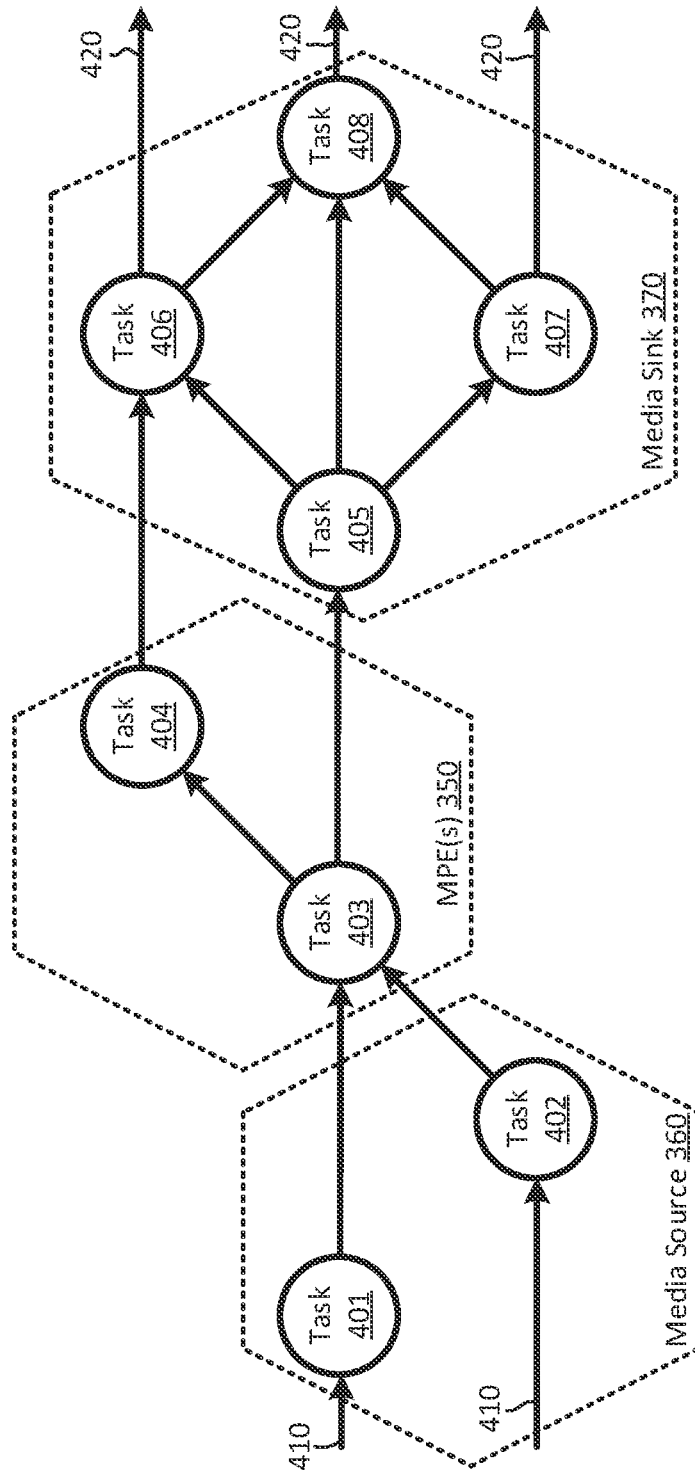 410
410
Task
401
Task
402
Media Source 360
Task
403
Task
404
MPE(s) 350
Task
405
Task
406
Task
407
Task
408
Media Sink 370
420
420
420